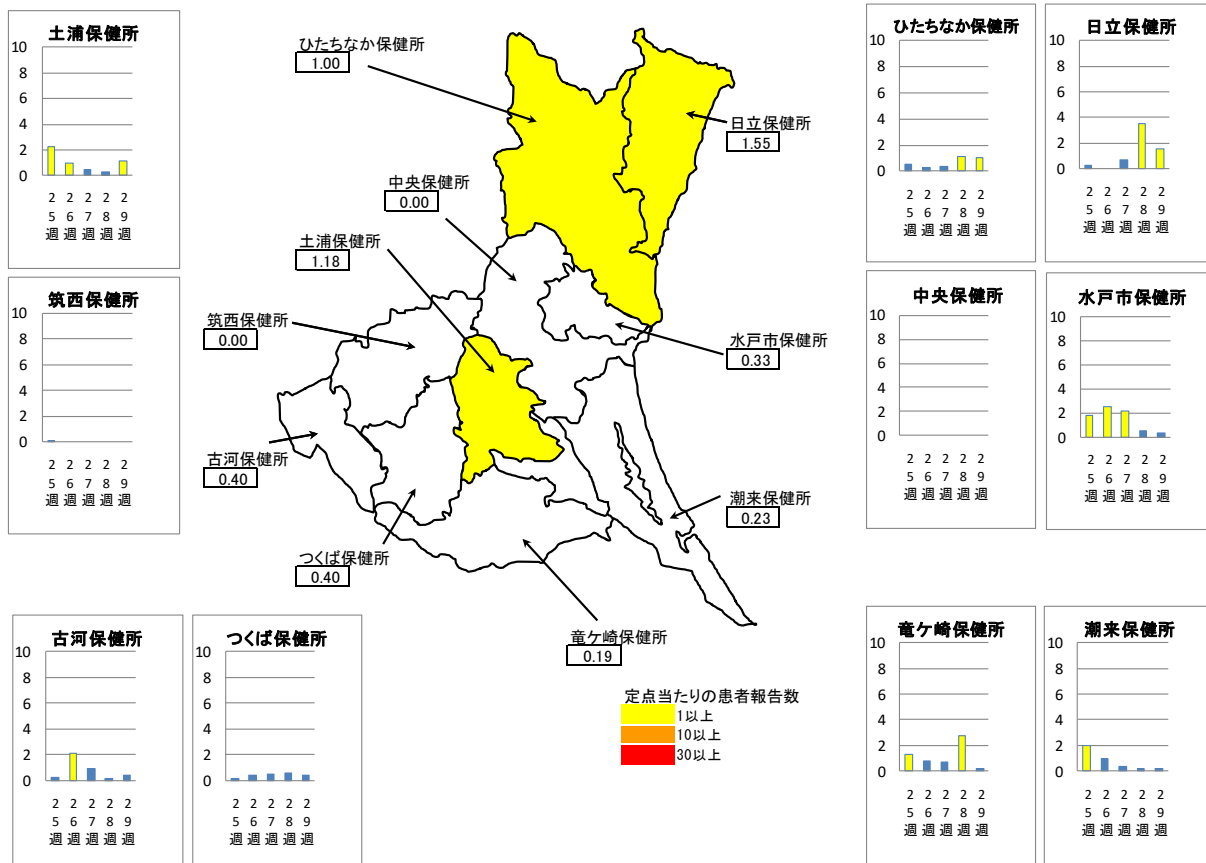 土浦保健所
10
8
6
4
2
0
25週
26週
27週
28週
29週
筑西保健所
10
8
6
4
2
0
25週
26週
27週
28週
29週
古河保健所
10
8
6
4
2
0
25週
26週
27週
28週
29週
つくば保健所
10
8
6
4
2
0
25週
26週
27週
28週
29週
ひたちなか保健所
1.00
日立保健所
1.55
中央保健所
0.00
土浦保健所
1.18
筑西保健所
0.00
水戸市保健所
0.33
古河保健所
0.40
潮来保健所
0.23
つくば保健所
0.40
竜ケ崎保健所
0.19
定点当たりの患者報告数
1以上
10以上
30以上
ひたちなか保健所
10
8
6
4
2
0
25週
26週
27週
28週
29週
日立保健所
10
8
6
4
2
0
25週
26週
27週
28週
29週
中央保健所
10
8
6
4
2
0
25週
26週
27週
28週
29週
水戸市保健所
10
8
6
4
2
0
25週
26週
27週
28週
29週
竜ケ崎保健所
10
8
6
4
2
0
25週
26週
27週
28週
29週
潮来保健所
10
8
6
4
2
0
25週
26週
27週
28週
29週